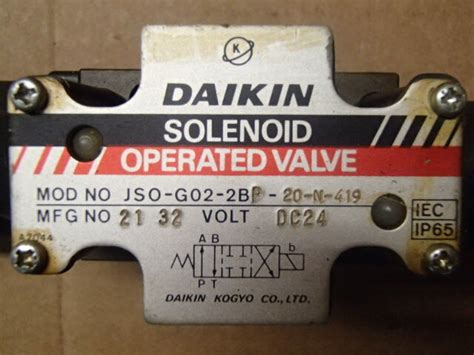 K
DAIKIN
SOLENOID
OPERATED VALVE
MOD NO JSO-G02-2BP-20-N-419
MFG NO 21 32 VOLT DC24
IEC
IP65
A2044
A B
b
P T
DAIKIN KOGYO CO., LTD.